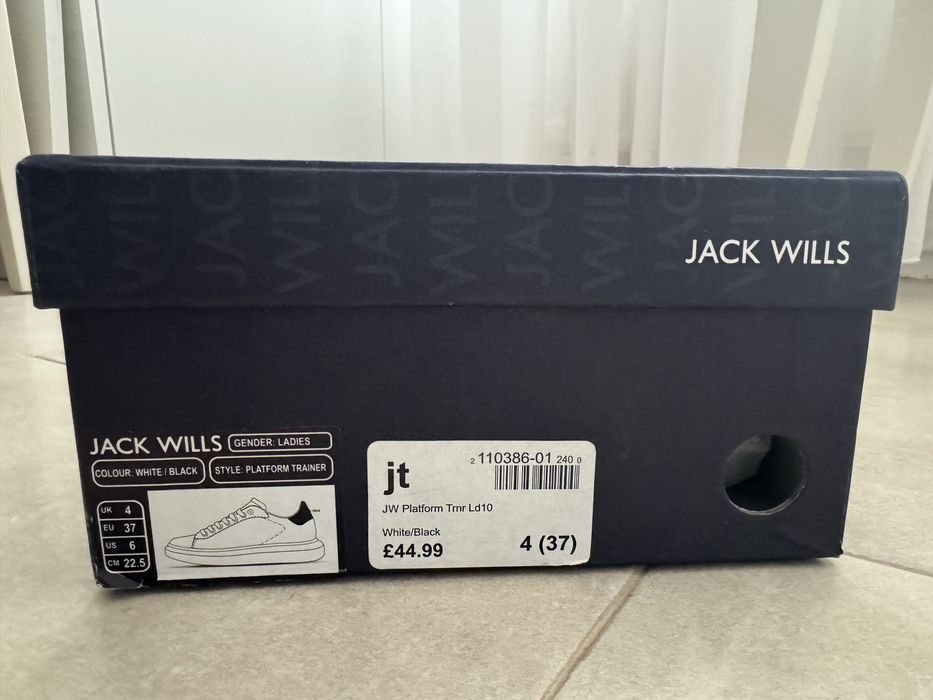 JACK WILLS
JACK WILLS
GENDER: LADIES
COLOUR: WHITE / BLACK
STYLE: PLATFORM TRAINER
UK 4
EU 37
US 6
CM 22.5
jt
2 110386-01 240 0
JW Platform Trnr Ld10
White/Black
£44.99
4 (37)